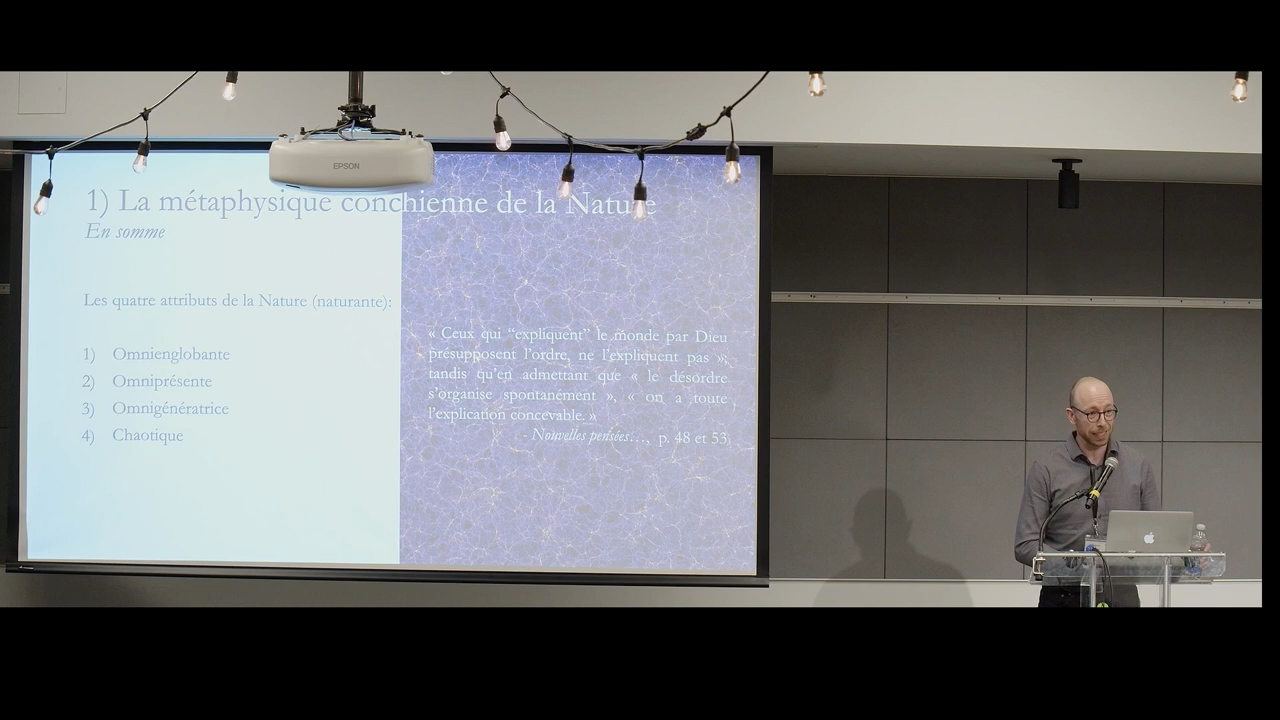 EPSON
1) La métaphysique conchienne de la Nature
En somme
Les quatre attributs de la Nature (naturante):
1) Omnienglobante
2) Omniprésente
3) Omnigénératrice
4) Chaotique
« Ceux qui “expliquent” le monde par Dieu
présupposent l’ordre, ne l’expliquent pas »;
tandis qu’en admettant que « le désordre
s’organise spontanément », « on a toute
l’explication concevable. »
- Nouvelles pensées…, p. 48 et 53.